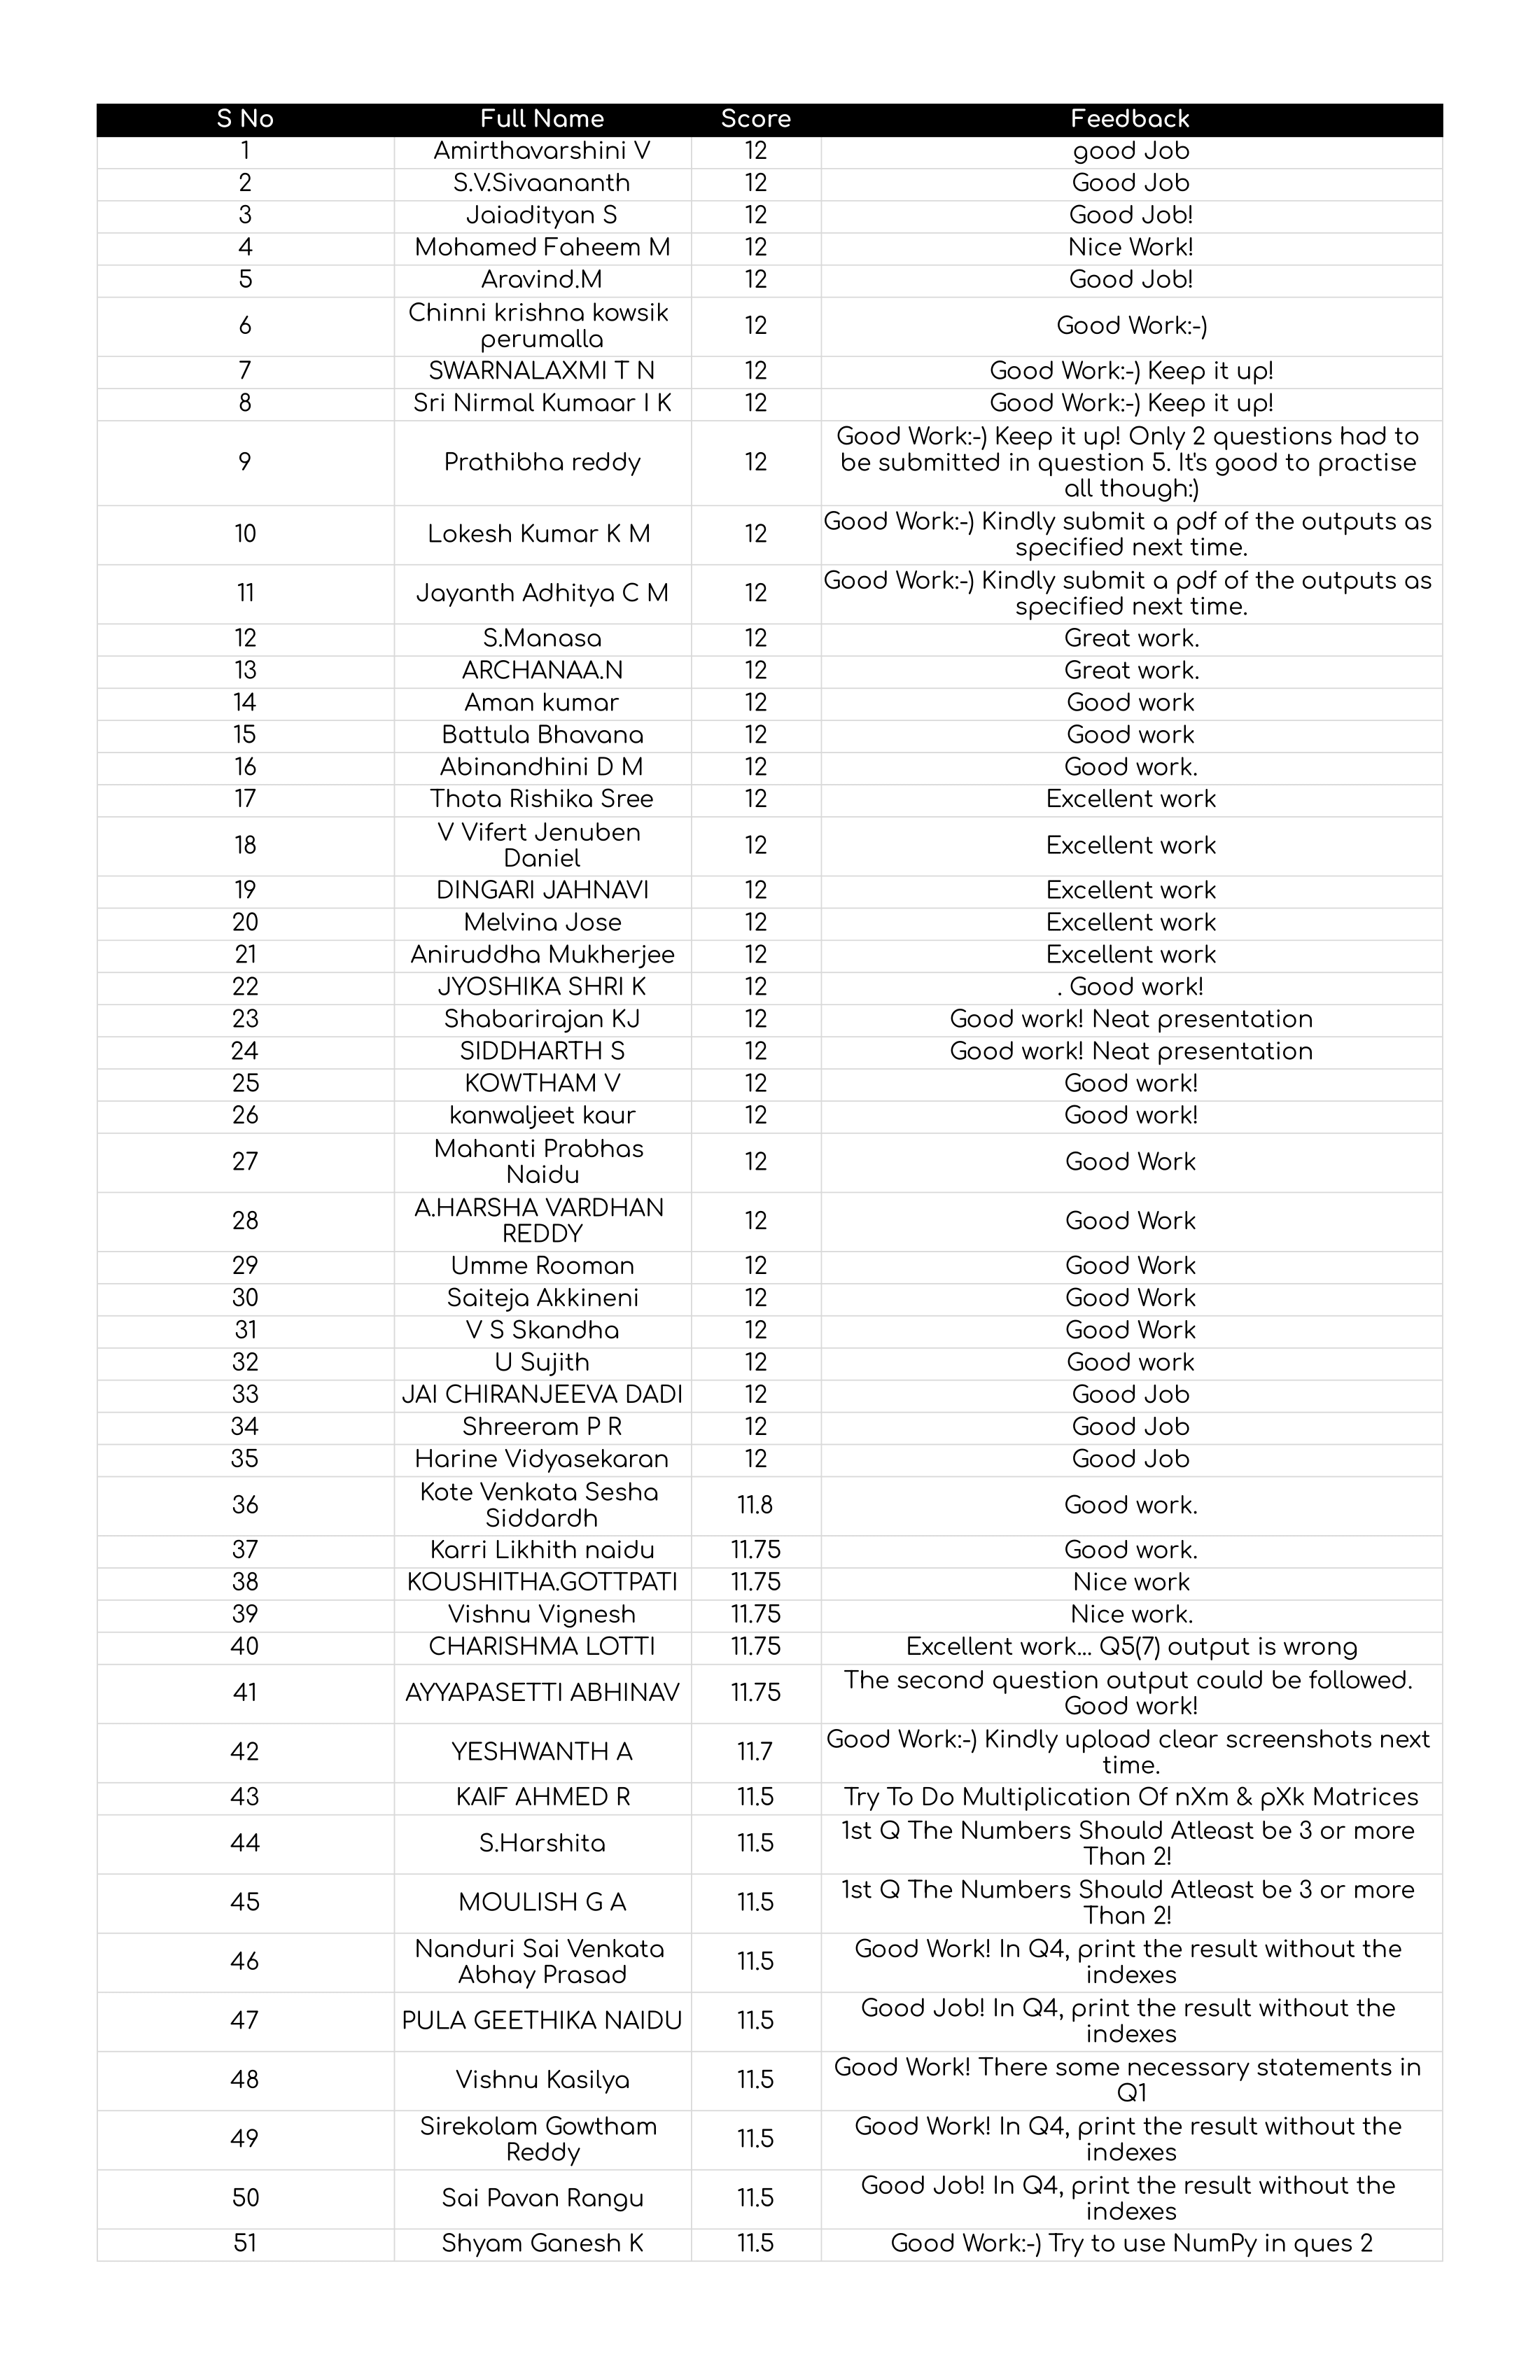 S No Full Name Score Feedback
1 Amirthavarshini V 12 good Job
2 S.V.Sivaananth 12 Good Job
3 Jaiadityan S 12 Good Job!
4 Mohamed Faheem M 12 Nice Work!
5 Aravind.M 12 Good Job!
6 Chinni krishna kowsik
perumalla 12 Good Work:-)
7 SWARNALAXMI T N 12 Good Work:-) Keep it up!
8 Sri Nirmal Kumaar I K 12 Good Work:-) Keep it up!
9 Prathibha reddy 12 Good Work:-) Keep it up! Only 2 questions had to
be submitted in question 5. It's good to practise
all though:)
10 Lokesh Kumar K M 12 Good Work:-) Kindly submit a pdf of the outputs as
specified next time.
11 Jayanth Adhitya C M 12 Good Work:-) Kindly submit a pdf of the outputs as
specified next time.
12 S.Manasa 12 Great work.
13 ARCHANAA.N 12 Great work.
14 Aman kumar 12 Good work
15 Battula Bhavana 12 Good work
16 Abinandhini D M 12 Good work.
17 Thota Rishika Sree 12 Excellent work
18 V Vifert Jenuben
Daniel 12 Excellent work
19 DINGARI JAHNAVI 12 Excellent work
20 Melvina Jose 12 Excellent work
21 Aniruddha Mukherjee 12 Excellent work
22 JYOSHIKA SHRI K 12 . Good work!
23 Shabarirajan KJ 12 Good work! Neat presentation
24 SIDDHARTH S 12 Good work! Neat presentation
25 KOWTHAM V 12 Good work!
26 kanwaljeet kaur 12 Good work!
27 Mahanti Prabhas
Naidu 12 Good Work
28 A.HARSHA VARDHAN
REDDY 12 Good Work
29 Umme Rooman 12 Good Work
30 Saiteja Akkineni 12 Good Work
31 V S Skandha 12 Good Work
32 U Sujith 12 Good work
33 JAI CHIRANJEEVA DADI 12 Good Job
34 Shreeram P R 12 Good Job
35 Harine Vidyasekaran 12 Good Job
36 Kote Venkata Sesha
Siddardh 11.8 Good work.
37 Karri Likhith naidu 11.75 Good work.
38 KOUSHITHA.GOTTPATI 11.75 Nice work
39 Vishnu Vignesh 11.75 Nice work.
40 CHARISHMA LOTTI 11.75 Excellent work... Q5(7) output is wrong
41 AYYAPASETTI ABHINAV 11.75 The second question output could be followed.
Good work!
42 YESHWANTH A 11.7 Good Work:-) Kindly upload clear screenshots next
time.
43 KAIF AHMED R 11.5 Try To Do Multiplication Of nXm & pXk Matrices
44 S.Harshita 11.5 1st Q The Numbers Should Atleast be 3 or more
Than 2!
45 MOULISH G A 11.5 1st Q The Numbers Should Atleast be 3 or more
Than 2!
46 Nanduri Sai Venkata
Abhay Prasad 11.5 Good Work! In Q4, print the result without the
indexes
47 PULA GEETHIKA NAIDU 11.5 Good Job! In Q4, print the result without the
indexes
48 Vishnu Kasilya 11.5 Good Work! There some necessary statements in
Q1
49 Sirekolam Gowtham
Reddy 11.5 Good Work! In Q4, print the result without the
indexes
50 Sai Pavan Rangu 11.5 Good Job! In Q4, print the result without the
indexes
51 Shyam Ganesh K 11.5 Good Work:-) Try to use NumPy in ques 2